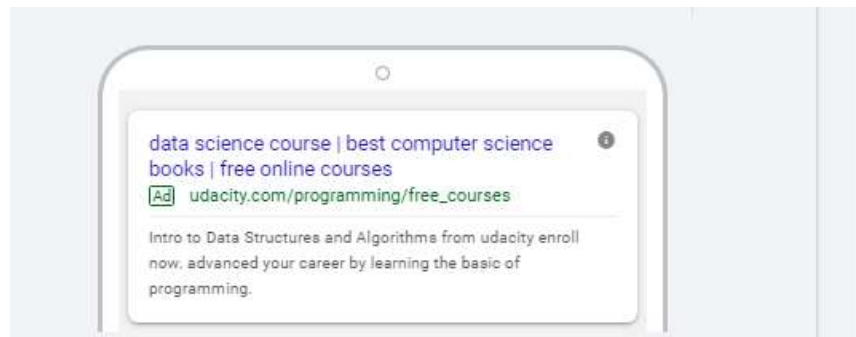 data science course | best computer science
books | free online courses
Ad udacity.com/programming/free_courses
Intro to Data Structures and Algorithms from udacity enroll
now. advanced your career by learning the basic of
programming.